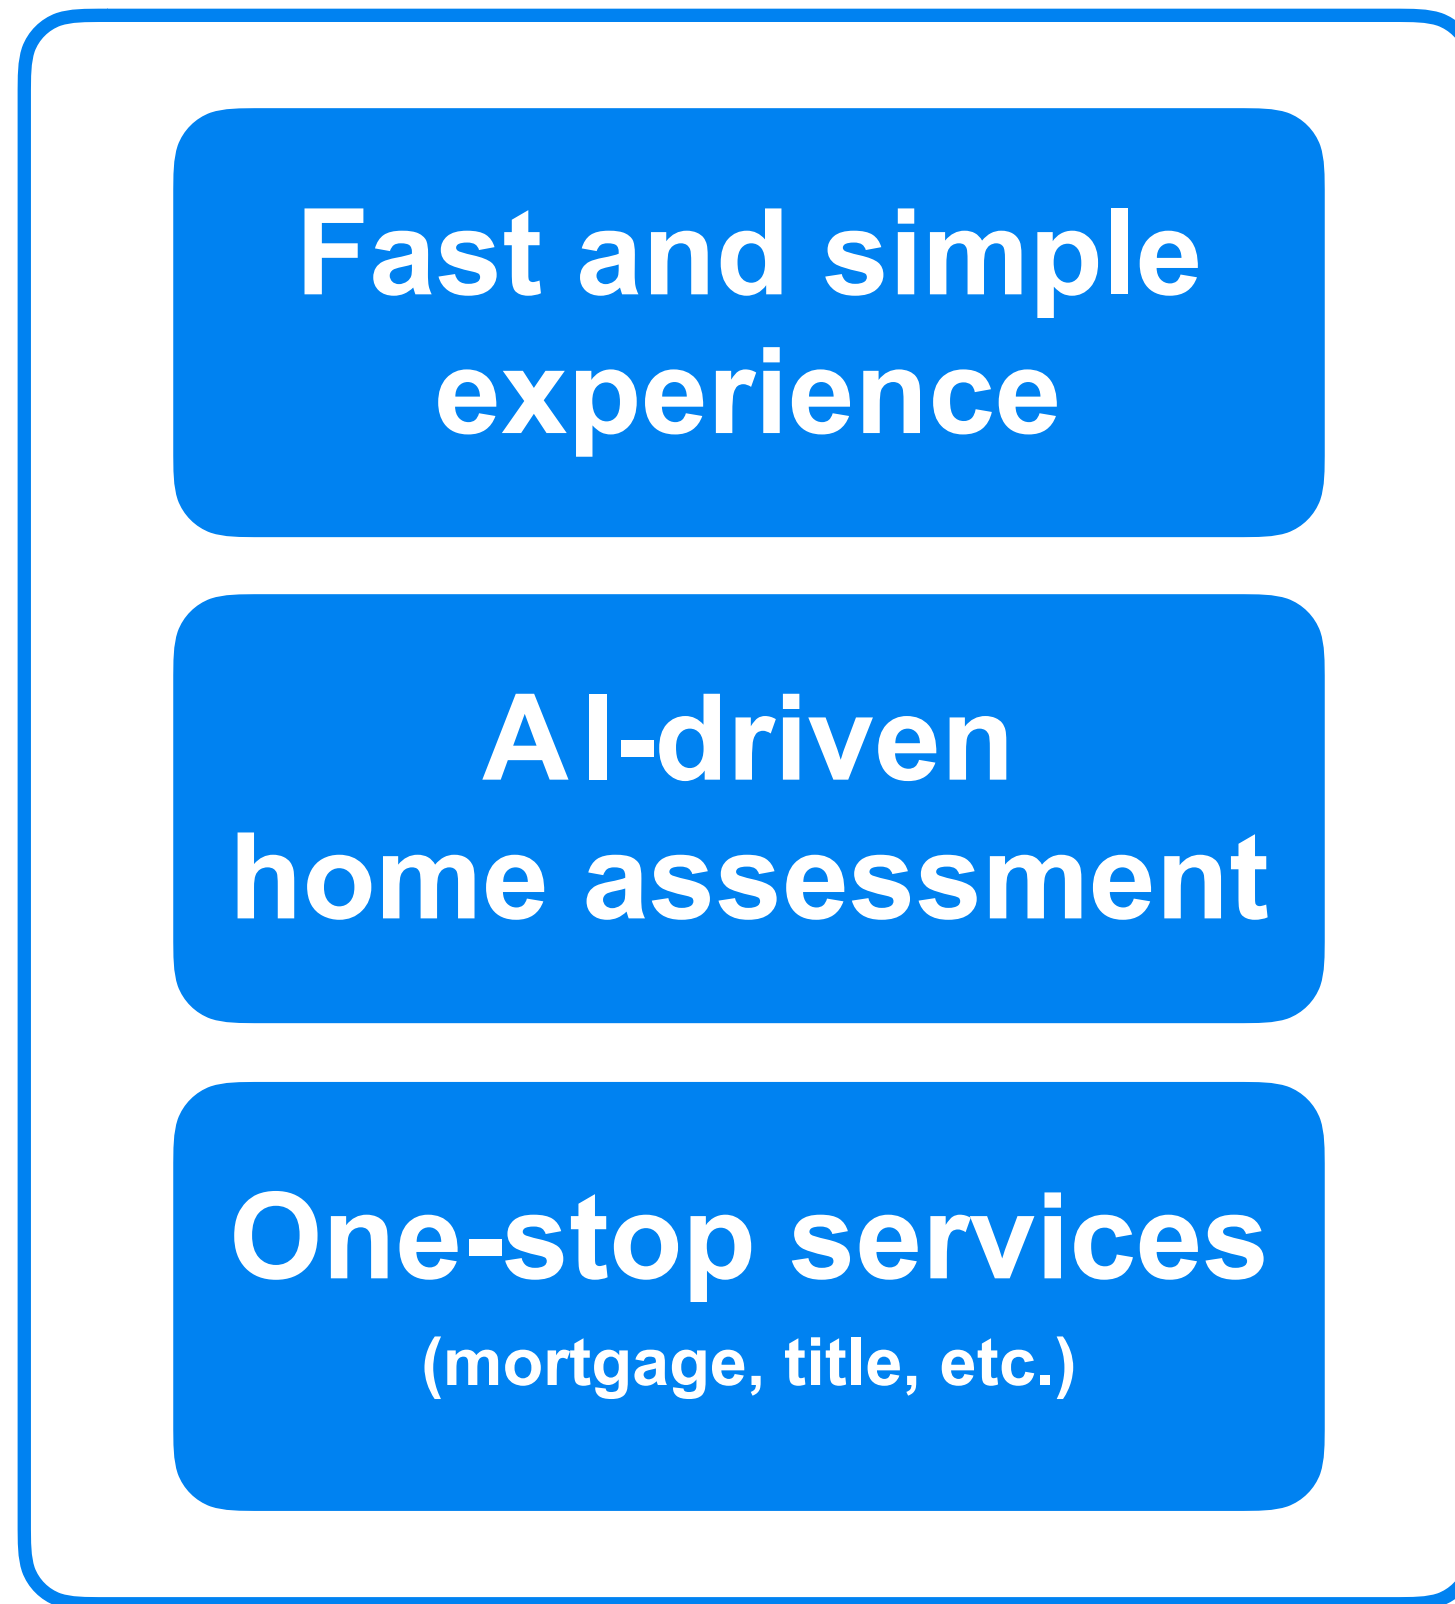 Fast and simple
experience
AI-driven
home assessment
One-stop services
(mortgage, title, etc.)